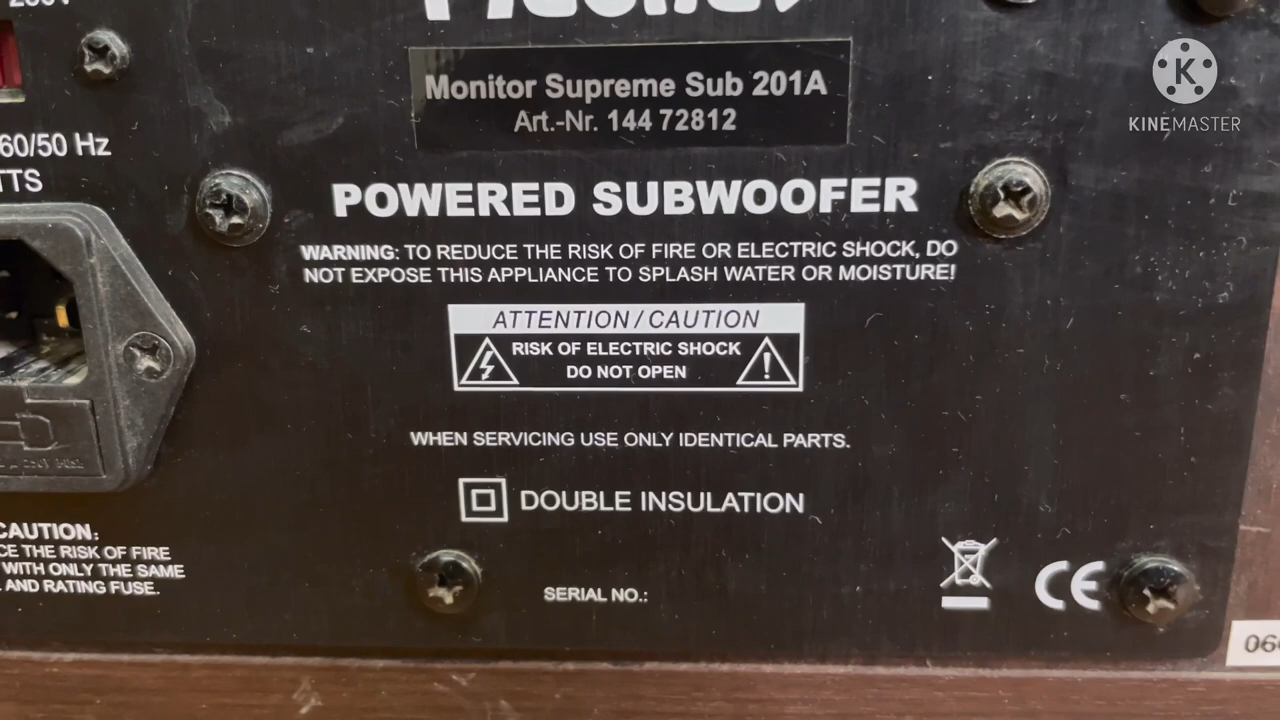 Monitor Supreme Sub 201A
Art.-Nr. 144 72812
KINEMASTER
60/50 Hz
POWERED SUBWOOFER
WARNING: TO REDUCE THE RISK OF FIRE OR ELECTRIC SHOCK, DO
NOT EXPOSE THIS APPLIANCE TO SPLASH WATER OR MOISTURE!
ATTENTION / CAUTION
RISK OF ELECTRIC SHOCK
DO NOT OPEN
WHEN SERVICING USE ONLY IDENTICAL PARTS.
DOUBLE INSULATION
CAUTION:
THE RISK OF FIRE
WITH ONLY THE SAME
AND RATING FUSE.
SERIAL NO.:
CE